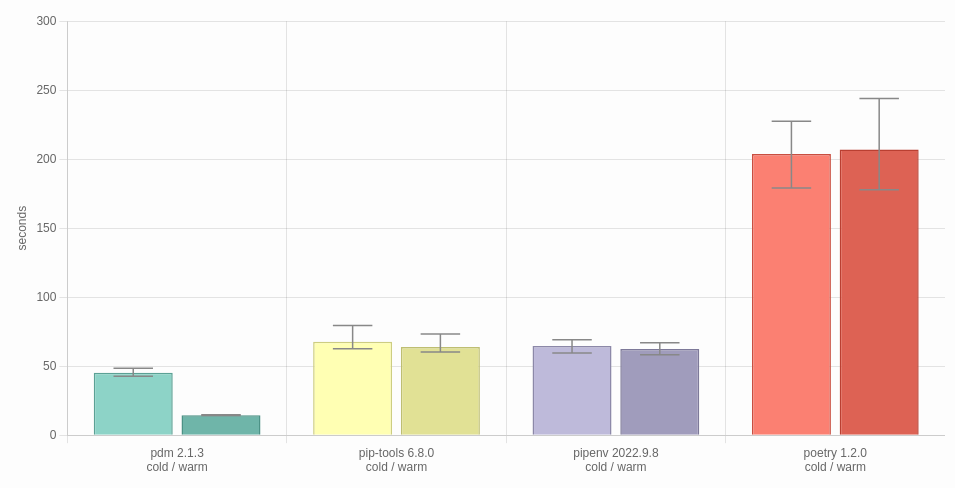 300
250
200
150
100
50
0
seconds
pdm 2.1.3
cold / warm
pip-tools 6.8.0
cold / warm
pipenv 2022.9.8
cold / warm
poetry 1.2.0
cold / warm